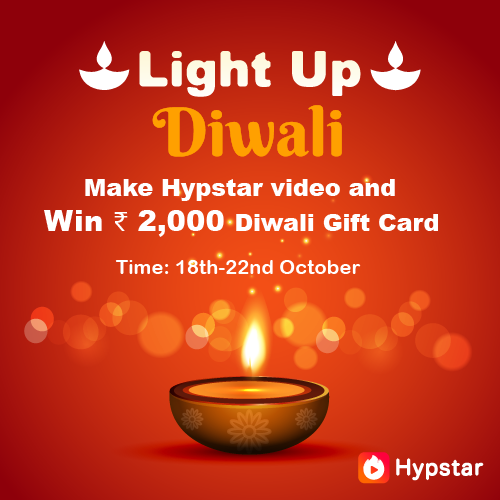 Light Up
Diwali
Make Hypstar video and
Win ₹ 2,000 Diwali Gift Card
Time: 18th-22nd October
Hypstar